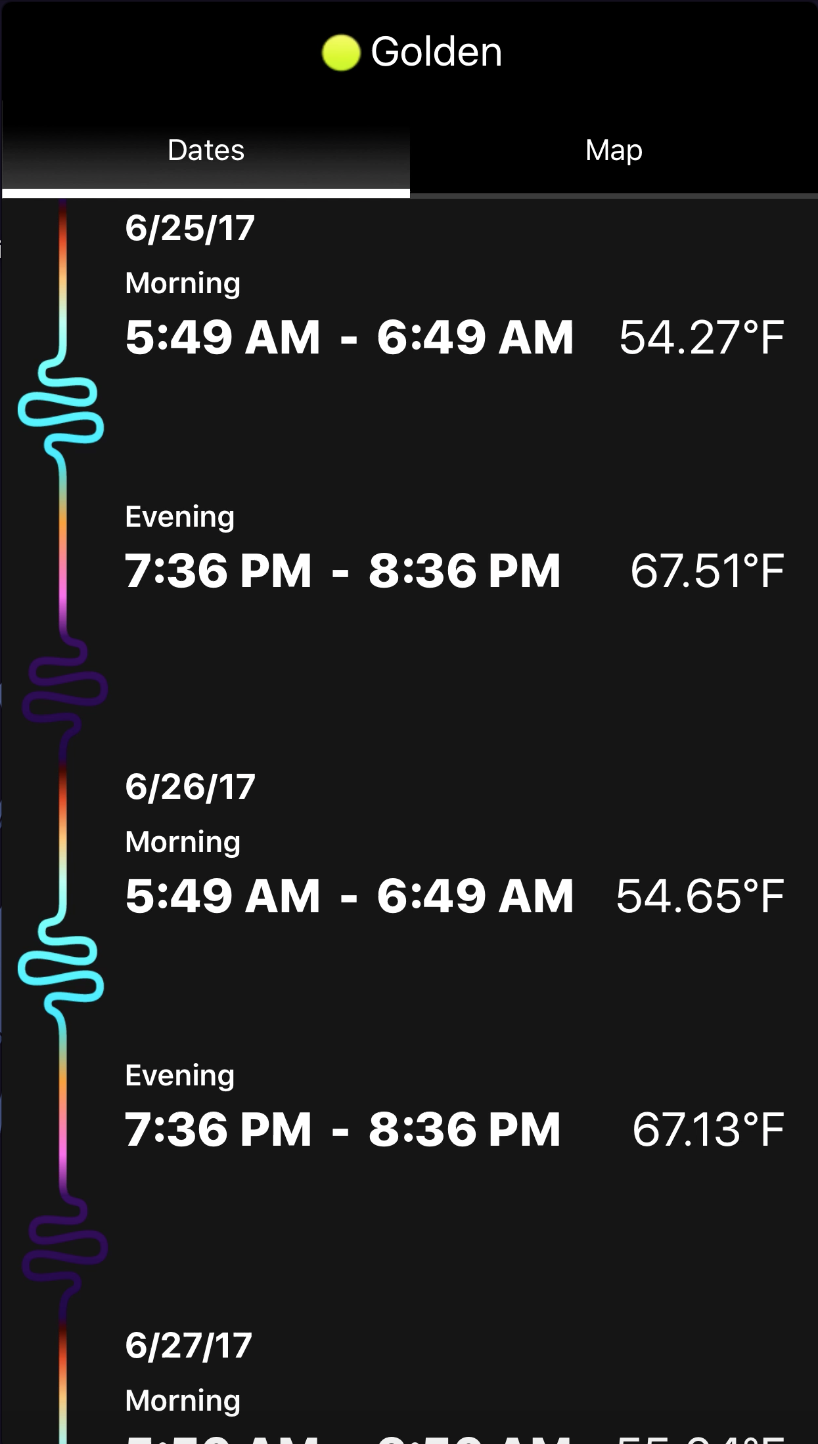 Golden
Dates Map
6/25/17
Morning
5:49 AM - 6:49 AM 54.27°F
Evening
7:36 PM - 8:36 PM 67.51°F
6/26/17
Morning
5:49 AM - 6:49 AM 54.65°F
Evening
7:36 PM - 8:36 PM 67.13°F
6/27/17
Morning